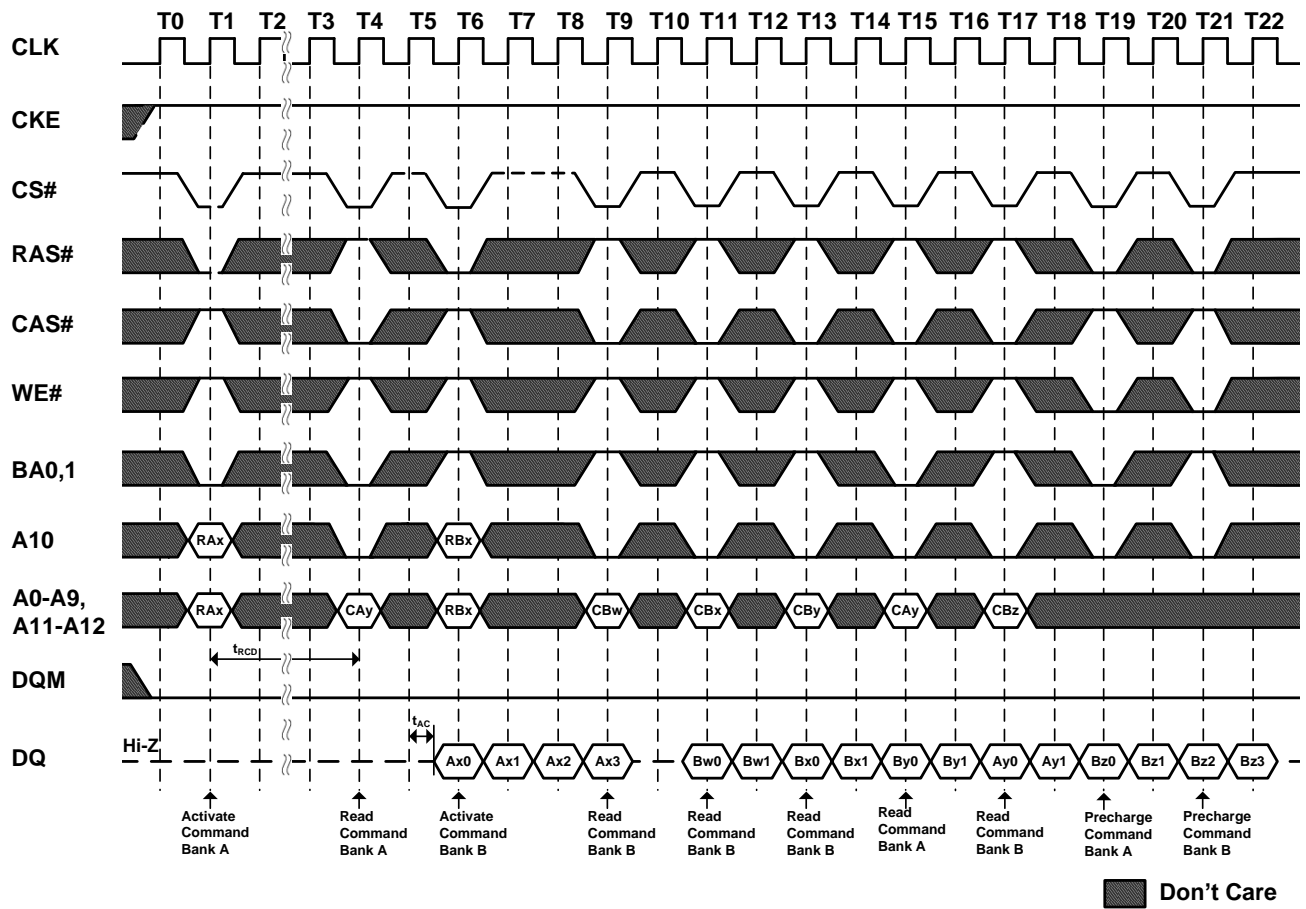 T0 T1 T2 T3 T4 T5 T6 T7 T8 T9 T10 T11 T12 T13 T14 T15 T16 T17 T18 T19 T20 T21 T22
CLK
CKE
CS#
RAS#
CAS#
WE#
BA0,1
A10 RAx RBx
A0-A9,
A11-A12
RAx CAy RBx CBw CBx CBy CAy CBz
tRCD
DQM
tAC
Hi-Z
DQ Ax0 Ax1 Ax2 Ax3 Bw0 Bw1 Bx0 Bx1 By0 By1 Ay0 Ay1 Bz0 Bz1 Bz2 Bz3
Activate
Command
Bank A
Read
Command
Bank A
Activate
Command
Bank B
Read
Command
Bank B
Read
Command
Bank B
Read
Command
Bank B
Read
Command
Bank A
Read
Command
Bank B
Precharge
Command
Bank A
Precharge
Command
Bank B
Don't Care